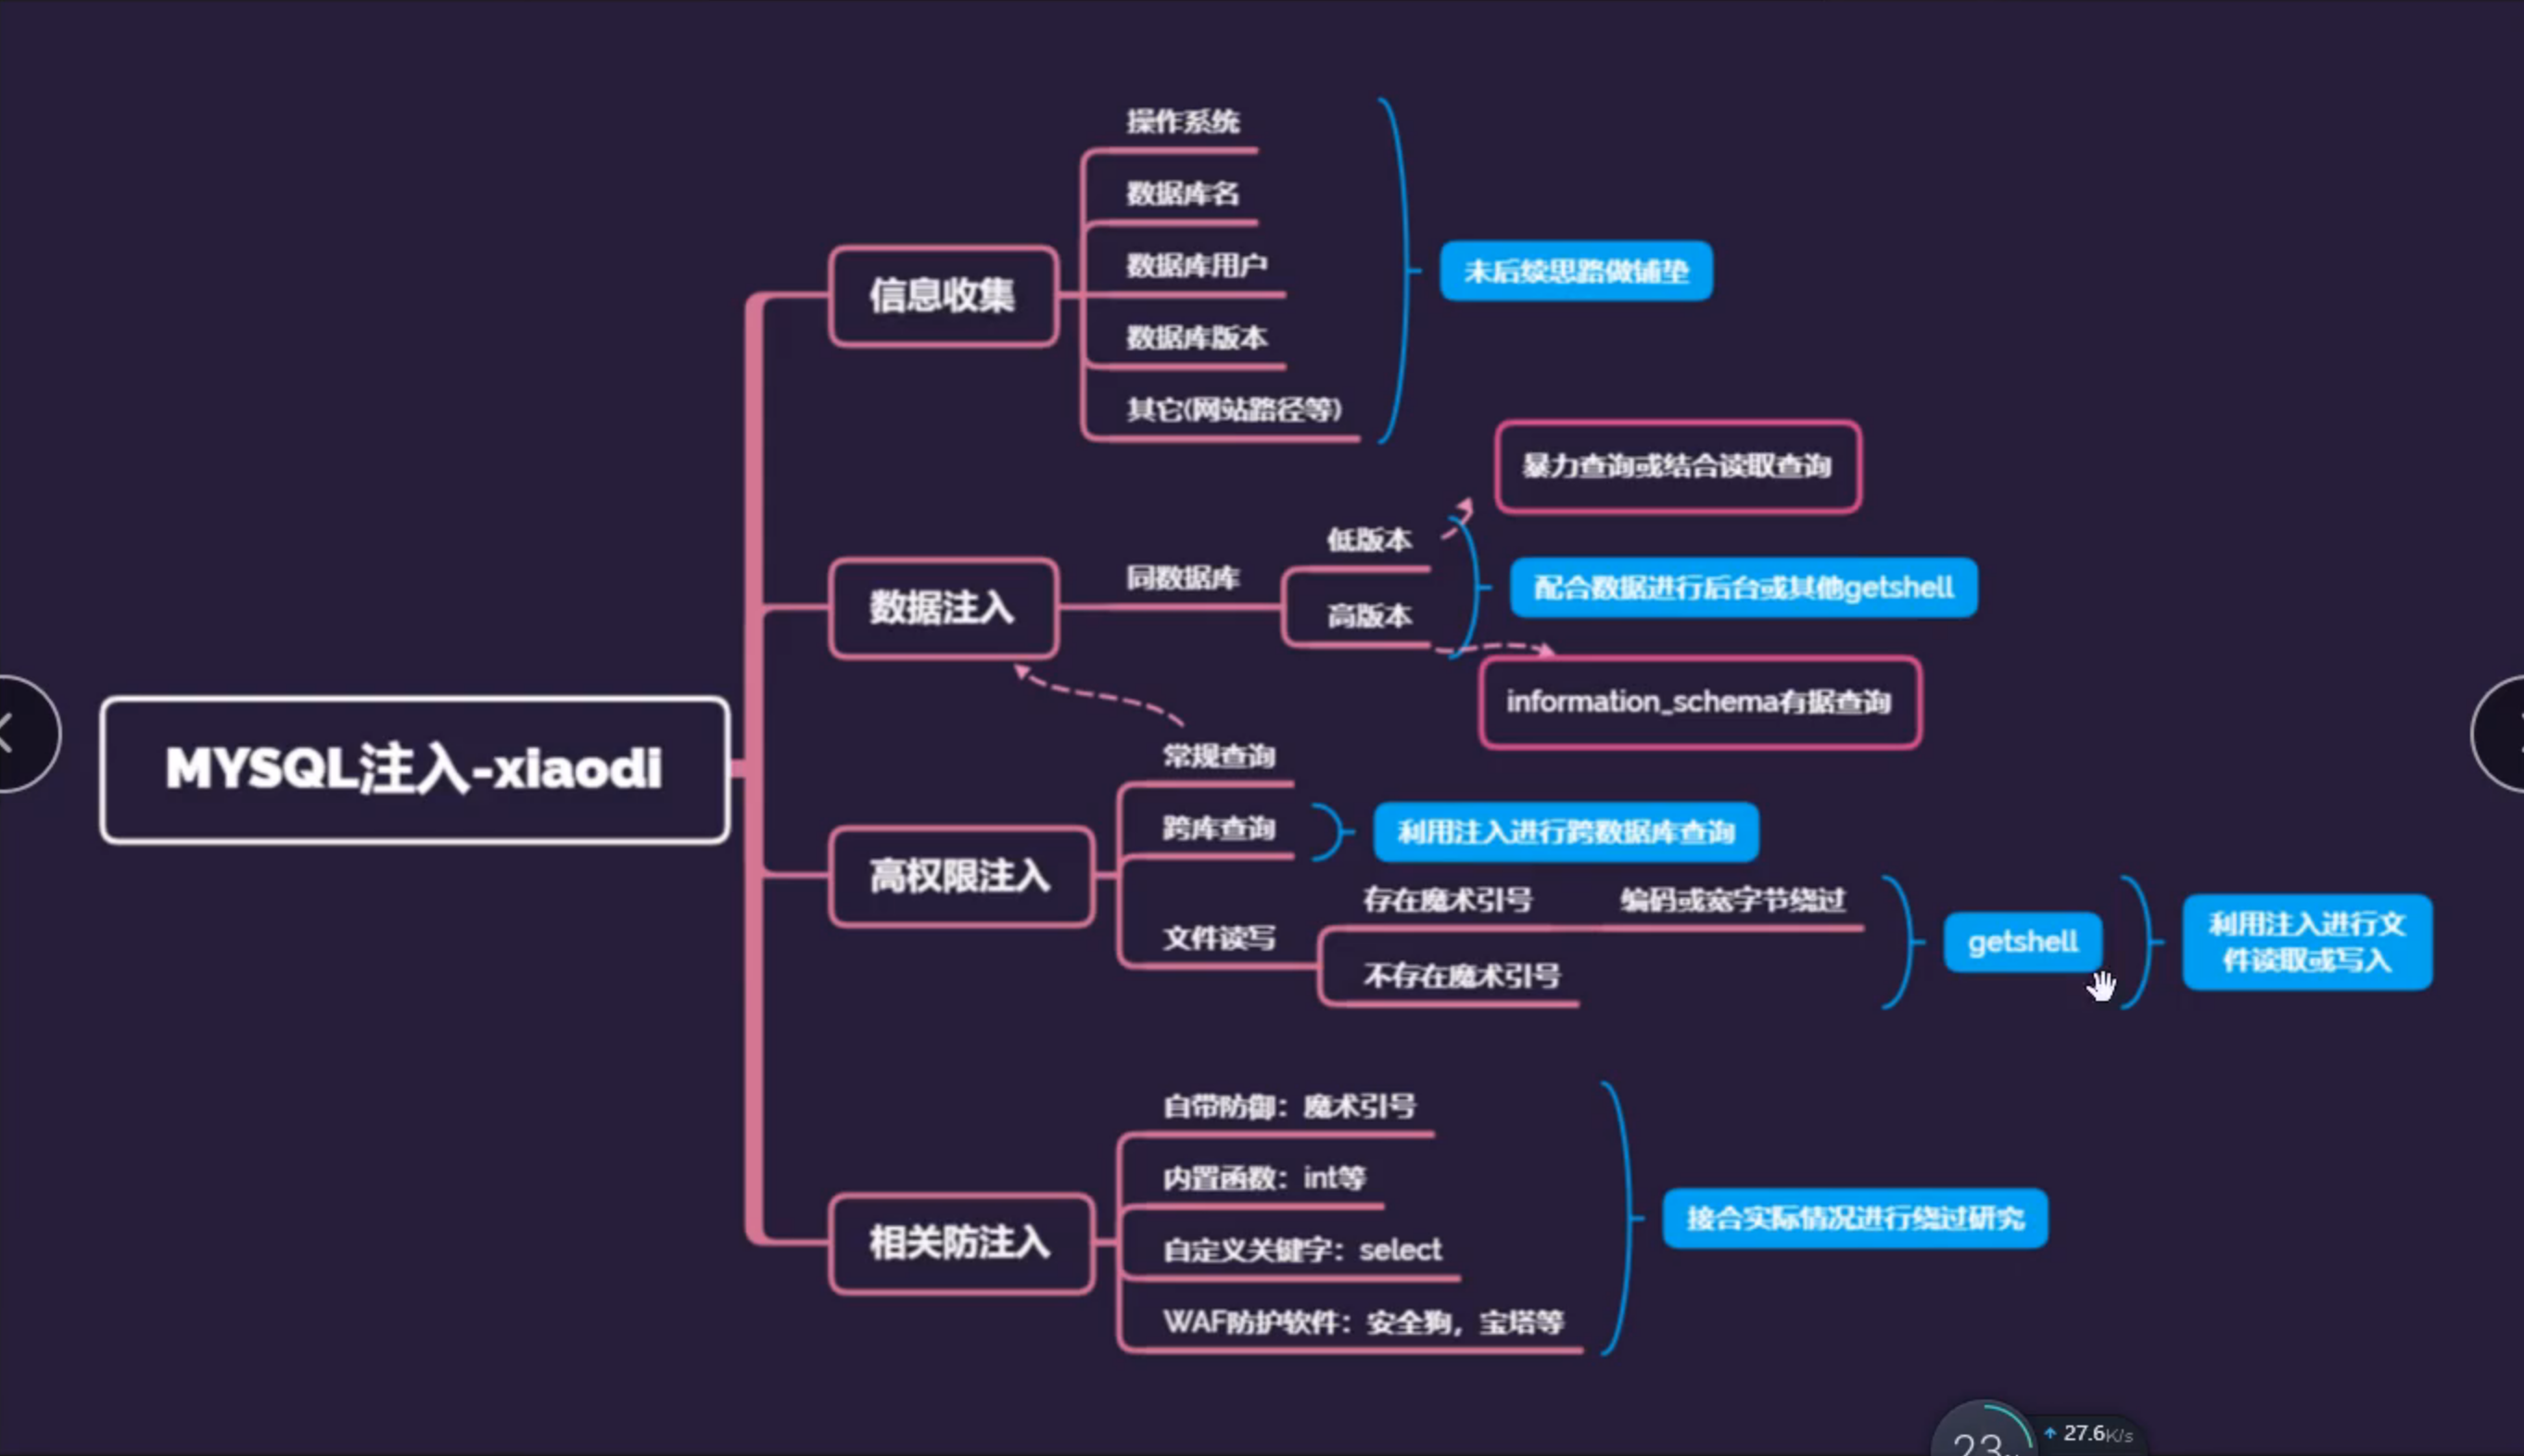 操作系统
数据库名
数据库用户
数据库版本
其它(网站路径等)
信息收集
未后续思路做铺垫
暴力查询或结合读取查询
低版本
同数据库
高版本
数据注入
配合数据进行后台或其他getshell
information_schema有据查询
MYSQL注入-xiaodi
常规查询
跨库查询
利用注入进行跨数据库查询
高权限注入
存在魔术引号
编码或宽字节绕过
文件读写
不存在魔术引号
getshell
利用注入进行文
件读取或写入
自带防御：魔术引号
内置函数：int等
自定义关键字：select
WAF防护软件：安全狗，宝塔等
相关防注入
接合实际情况进行绕过研究
23
27.6K/s